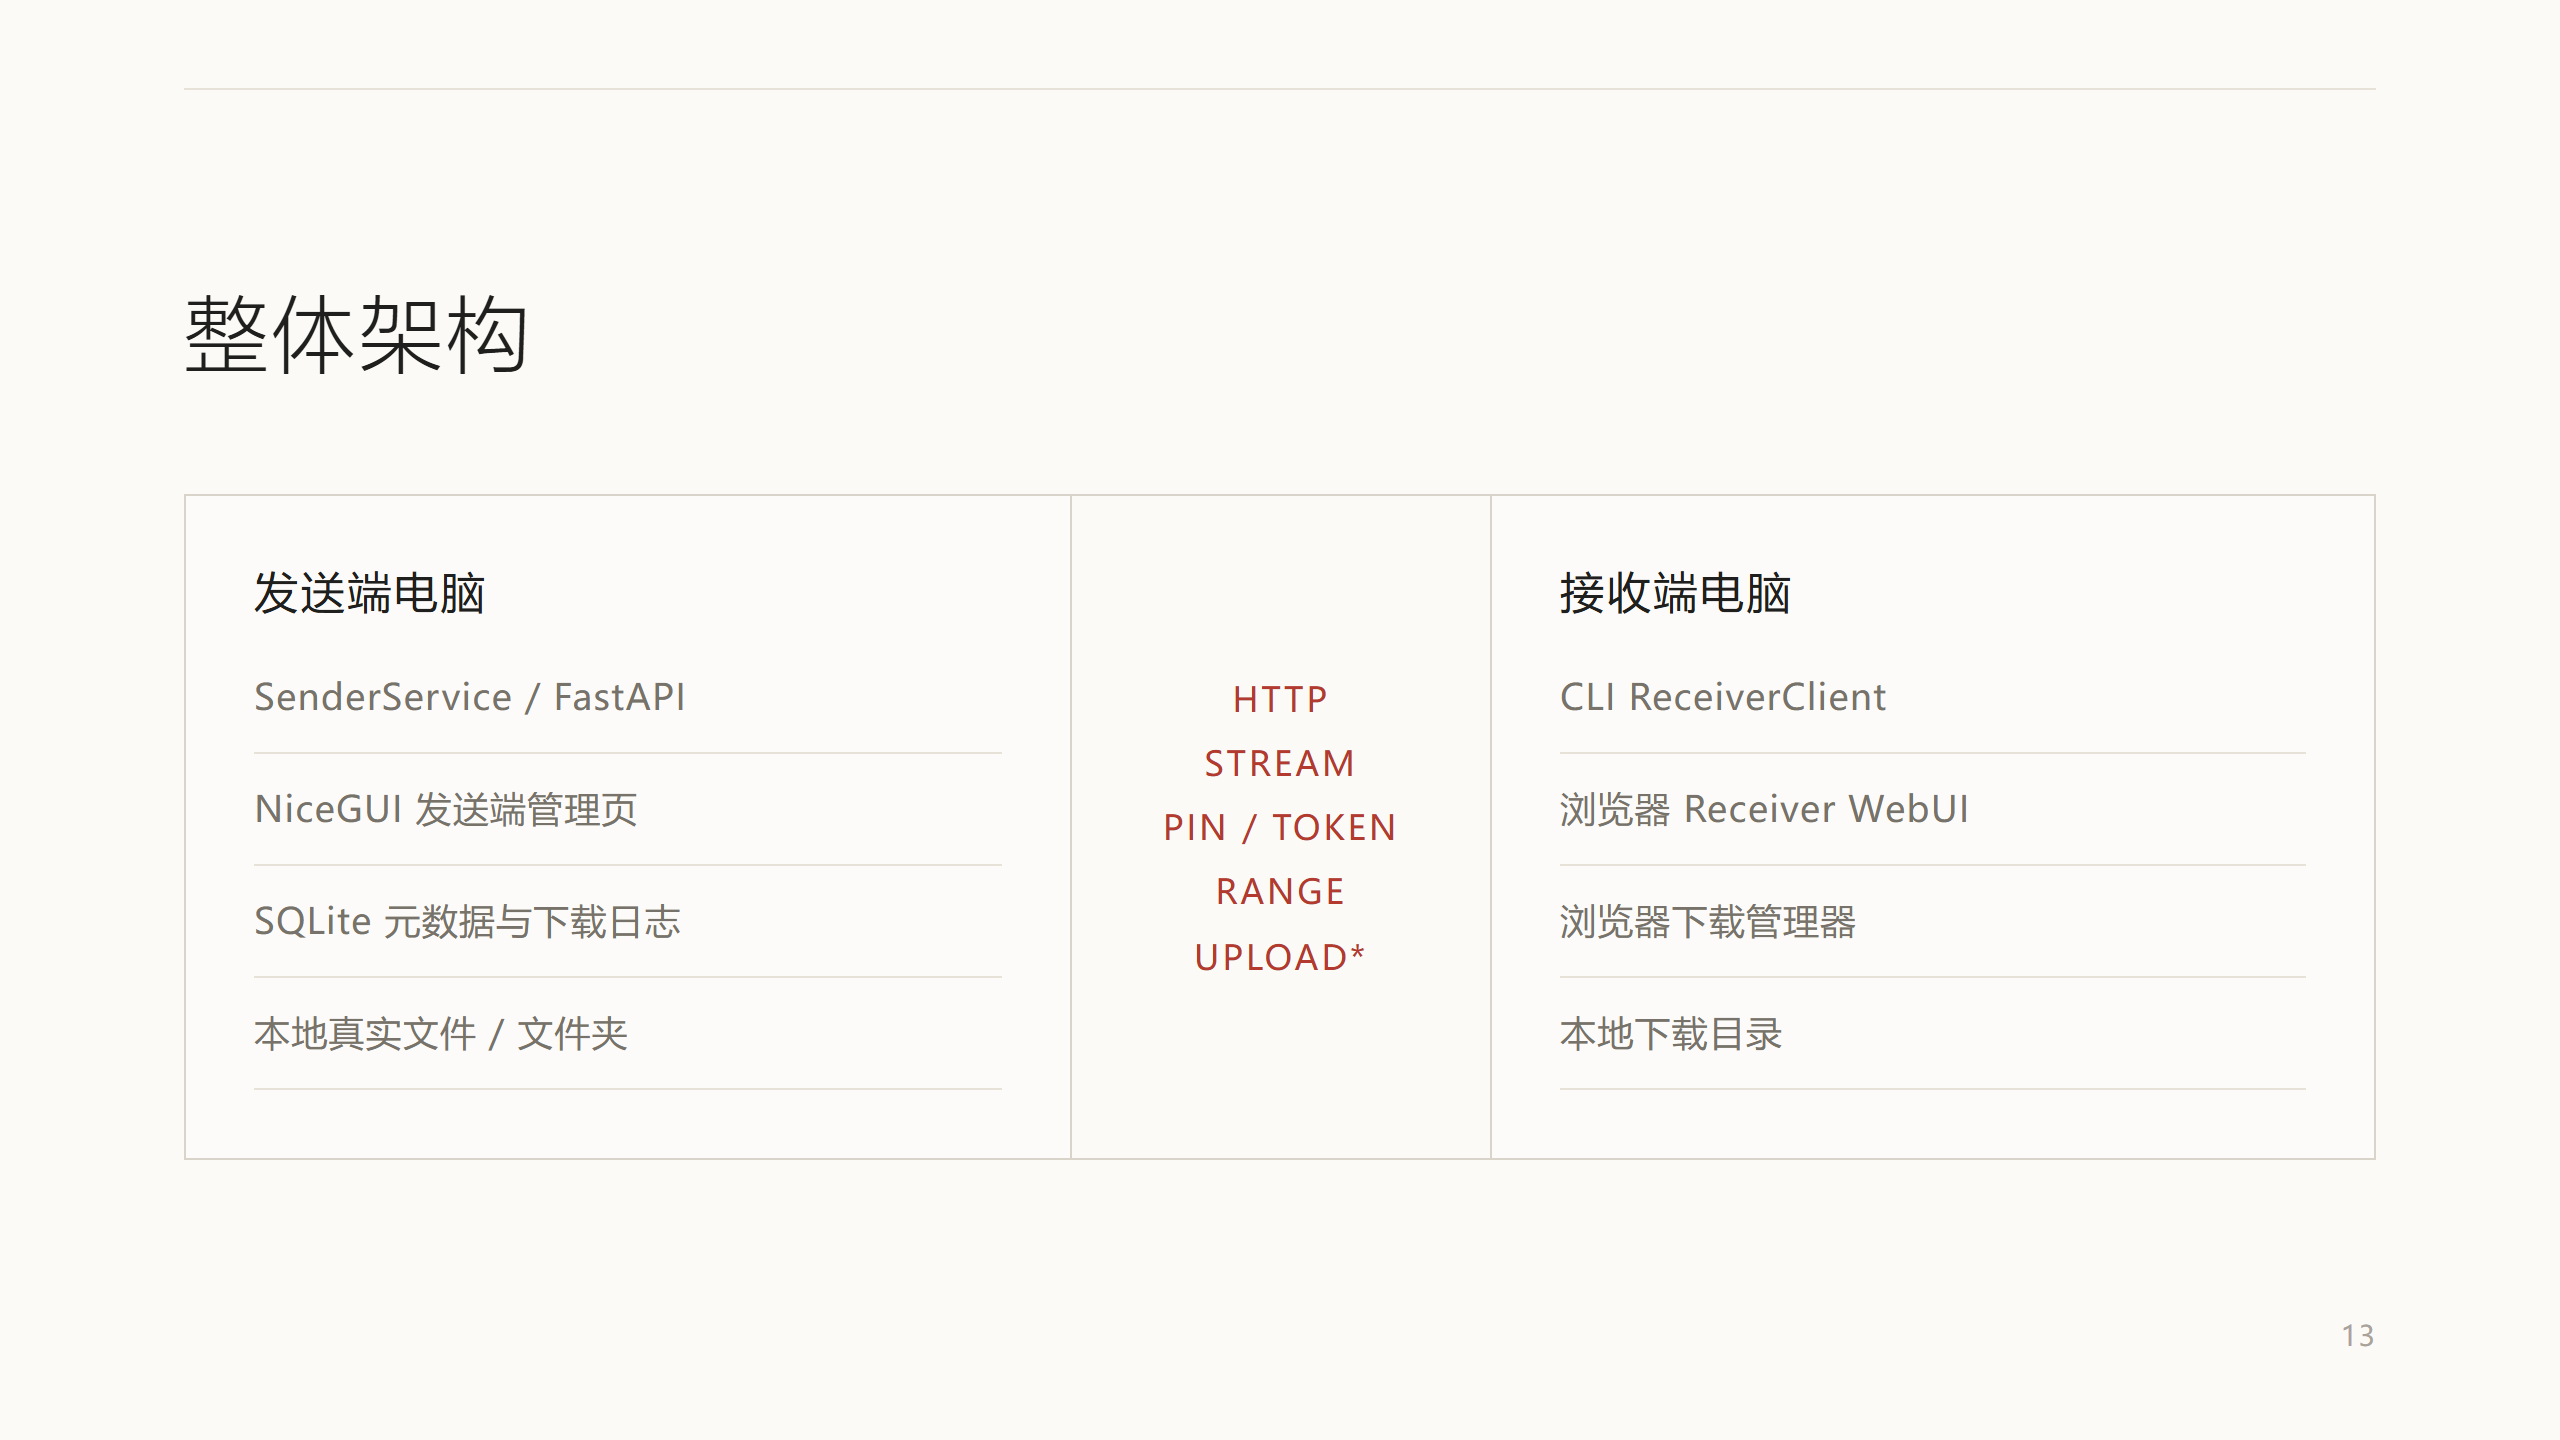 整体架构
发送端电脑
SenderService / FastAPI
NiceGUI 发送端管理页
SQLite 元数据与下载日志
本地真实文件 / 文件夹
HTTP
STREAM
PIN / TOKEN
RANGE
UPLOAD*
接收端电脑
CLI ReceiverClient
浏览器 Receiver WebUI
浏览器下载管理器
本地下载目录
13